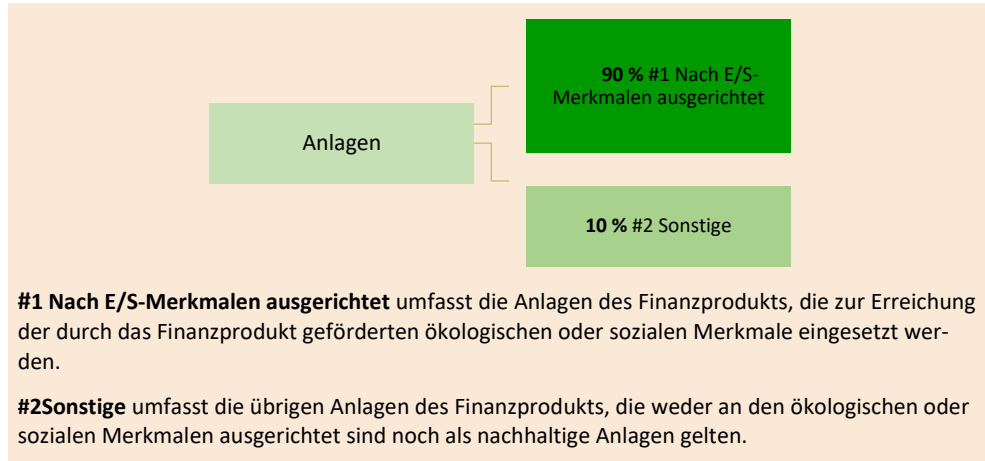 90 % #1 Nach E/S-
Merkmalen ausgerichtet
Anlagen
10 % #2 Sonstige
#1 Nach E/S-Merkmalen ausgerichtet umfasst die Anlagen des Finanzprodukts, die zur Erreichung
der durch das Finanzprodukt geförderten ökologischen oder sozialen Merkmale eingesetzt wer-
den.
#2Sonstige umfasst die übrigen Anlagen des Finanzprodukts, die weder an den ökologischen oder
sozialen Merkmalen ausgerichtet sind noch als nachhaltige Anlagen gelten.